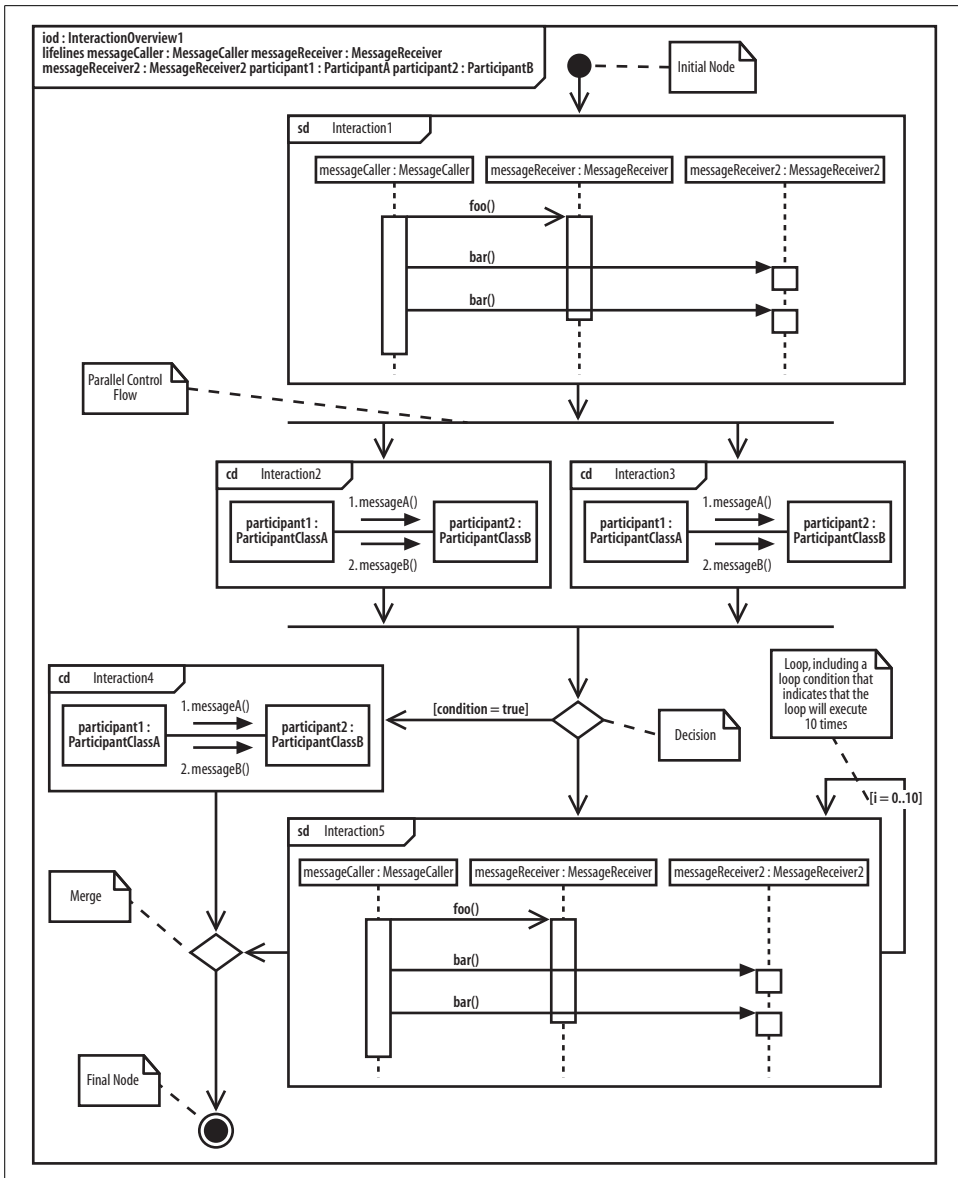 iod : InteractionOverview1
lifelines messageCaller : MessageCaller messageReceiver : MessageReceiver
messageReceiver2 : MessageReceiver2 participant1 : ParticipantA participant2 : ParticipantB
Initial Node
sd Interaction1
messageCaller : MessageCaller
messageReceiver : MessageReceiver
messageReceiver2 : MessageReceiver2
foo()
bar()
bar()
Parallel Control
Flow
cd Interaction2
1. messageA()
participant1 :
ParticipantClassA
participant2 :
ParticipantClassB
2. messageB()
cd Interaction3
1. messageA()
participant1 :
ParticipantClassA
participant2 :
ParticipantClassB
2. messageB()
cd Interaction4
1. messageA()
participant1 :
ParticipantClassA
participant2 :
ParticipantClassB
2. messageB()
[condition = true]
Decision
Loop, including a
loop condition that
indicates that the
loop will execute
10 times
[i = 0..10]
sd Interaction5
messageCaller : MessageCaller
messageReceiver : MessageReceiver
messageReceiver2 : MessageReceiver2
foo()
bar()
bar()
Merge
Final Node